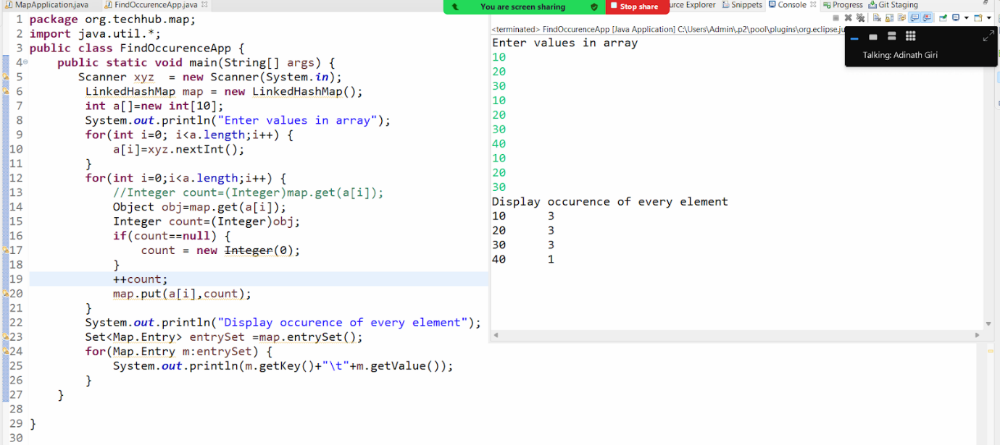 MapApplication.java
FindOccurenceApp.java
You are screen sharing
Stop share
urce Explorer
Snippets
Console
Progress
Git Staging
1 package org.techhub.map;
2 import java.util.*;
3 public class FindOccurenceApp {
4 public static void main(String[] args) {
5 Scanner xyz = new Scanner(System.in);
6 LinkedHashMap map = new LinkedHashMap();
7 int a[]=new int[10];
8 System.out.println("Enter values in array");
9 for(int i=0; i<a.length;i++) {
10 a[i]=xyz.nextInt();
11 }
12 for(int i=0;i<a.length;i++) {
13 //Integer count=(Integer)map.get(a[i]);
14 Object obj=map.get(a[i]);
15 Integer count=(Integer)obj;
16 if(count==null) {
17 count = new Integer(0);
18 }
19 ++count;
20 map.put(a[i],count);
21 }
22 System.out.println("Display occurence of every element");
23 Set<Map.Entry> entrySet =map.entrySet();
24 for(Map.Entry m:entrySet) {
25 System.out.println(m.getKey()+"\t"+m.getValue());
26 }
27 }
28
29 }
30
<terminated> FindOccurenceApp [Java Application] C:\Users\Admin\.p2\pool\plugins\org.eclipse.ju
Talking: Adinath Giri
Enter values in array
10
20
30
10
20
30
40
10
20
30
Display occurence of every element
10 3
20 3
30 3
40 1